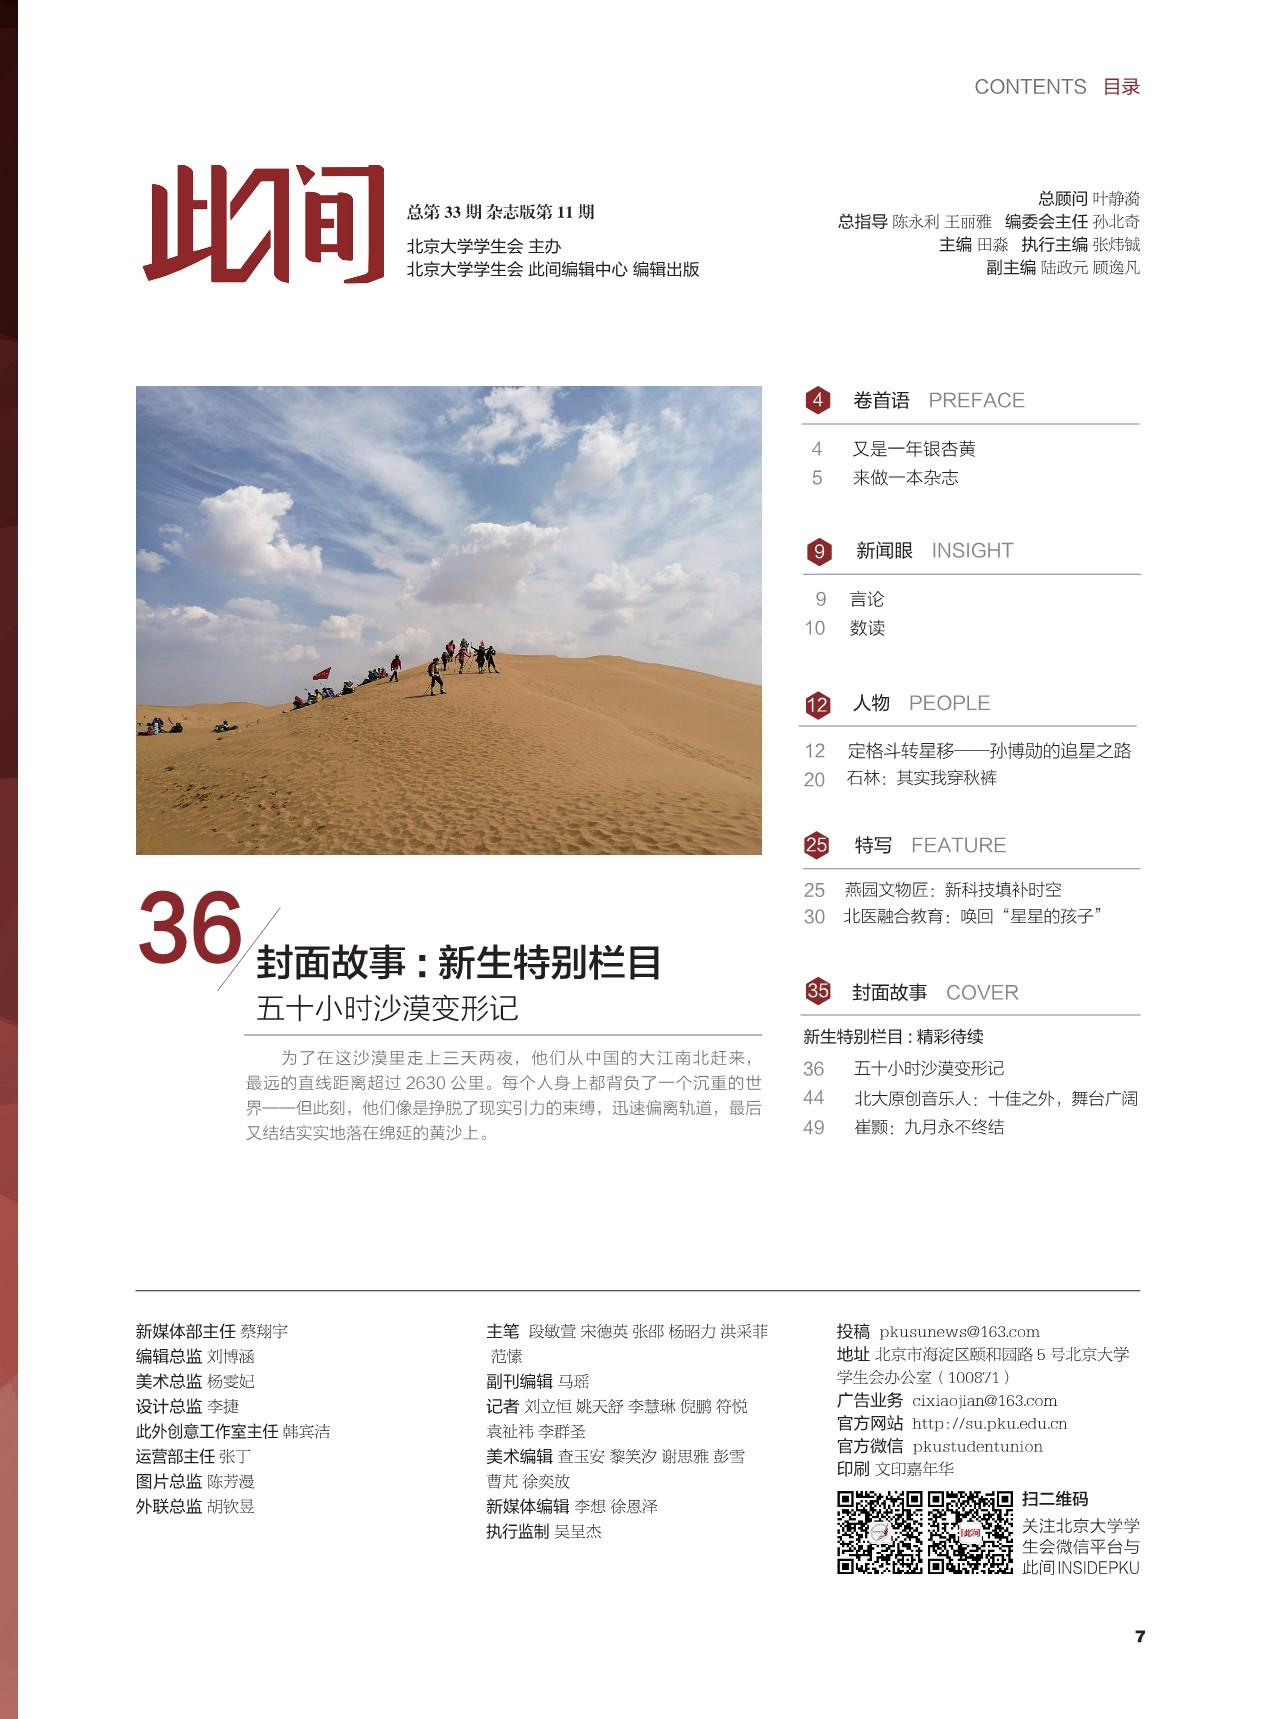 CONTENTS 目录
此间
总第 33 期 杂志版第 11 期
北京大学学生会 主办
北京大学学生会 此间编辑中心 编辑出版
总顾问 叶静漪
总指导 陈永利 王丽雅 编委会主任 孙北奇
主编 田淼 执行主编 张炜铖
副主编 陆政元 顾逸凡
36
封面故事：新生特别栏目
五十小时沙漠变形记
为了在这沙漠里走上三天两夜，他们从中国的大江南北赶来，
最远的直线距离超过 2630 公里。每个人身上都背负了一个沉重的世
界——但此刻，他们像是挣脱了现实引力的束缚，迅速偏离轨道，最后
又结结实实地落在绵延的黄沙上。
4 卷首语 PREFACE
4 又是一年银杏黄
5 来做一本杂志
9 新闻眼 INSIGHT
9 言论
10 数读
12 人物 PEOPLE
12 定格斗转星移——孙博勋的追星之路
20 石林：其实我穿秋裤
25 特写 FEATURE
25 燕园文物匠：新科技填补时空
30 北医融合教育：唤回“星星的孩子”
35 封面故事 COVER
新生特别栏目：精彩待续
36 五十小时沙漠变形记
44 北大原创音乐人：十佳之外，舞台广阔
49 崔颢：九月永不终结
新媒体部主任 蔡翔宇
编辑总监 刘博涵
美术总监 杨雯妃
设计总监 李捷
此外创意工作室主任 韩宾洁
运营部主任 张丁
图片总监 陈芳漫
外联总监 胡钦昱
主笔 段敏萱 宋德英 张邵 杨昭力 洪采菲
范愫
副刊编辑 马瑶
记者 刘立恒 姚天舒 李慧琳 倪鹏 符悦
袁祉祎 李群圣
美术编辑 查玉安 黎笑汐 谢思雅 彭雪
曹芃 徐奕放
新媒体编辑 李想 徐恩泽
执行监制 吴呈杰
投稿 pkusunews@163.com
地址 北京市海淀区颐和园路 5 号北京大学
学生会办公室（100871）
广告业务 cixiaojian@163.com
官方网站 http://su.pku.edu.cn
官方微信 pkustudentunion
印刷 文印嘉年华
扫二维码
关注北京大学学
生会微信平台与
此间INSIDEPKU
7